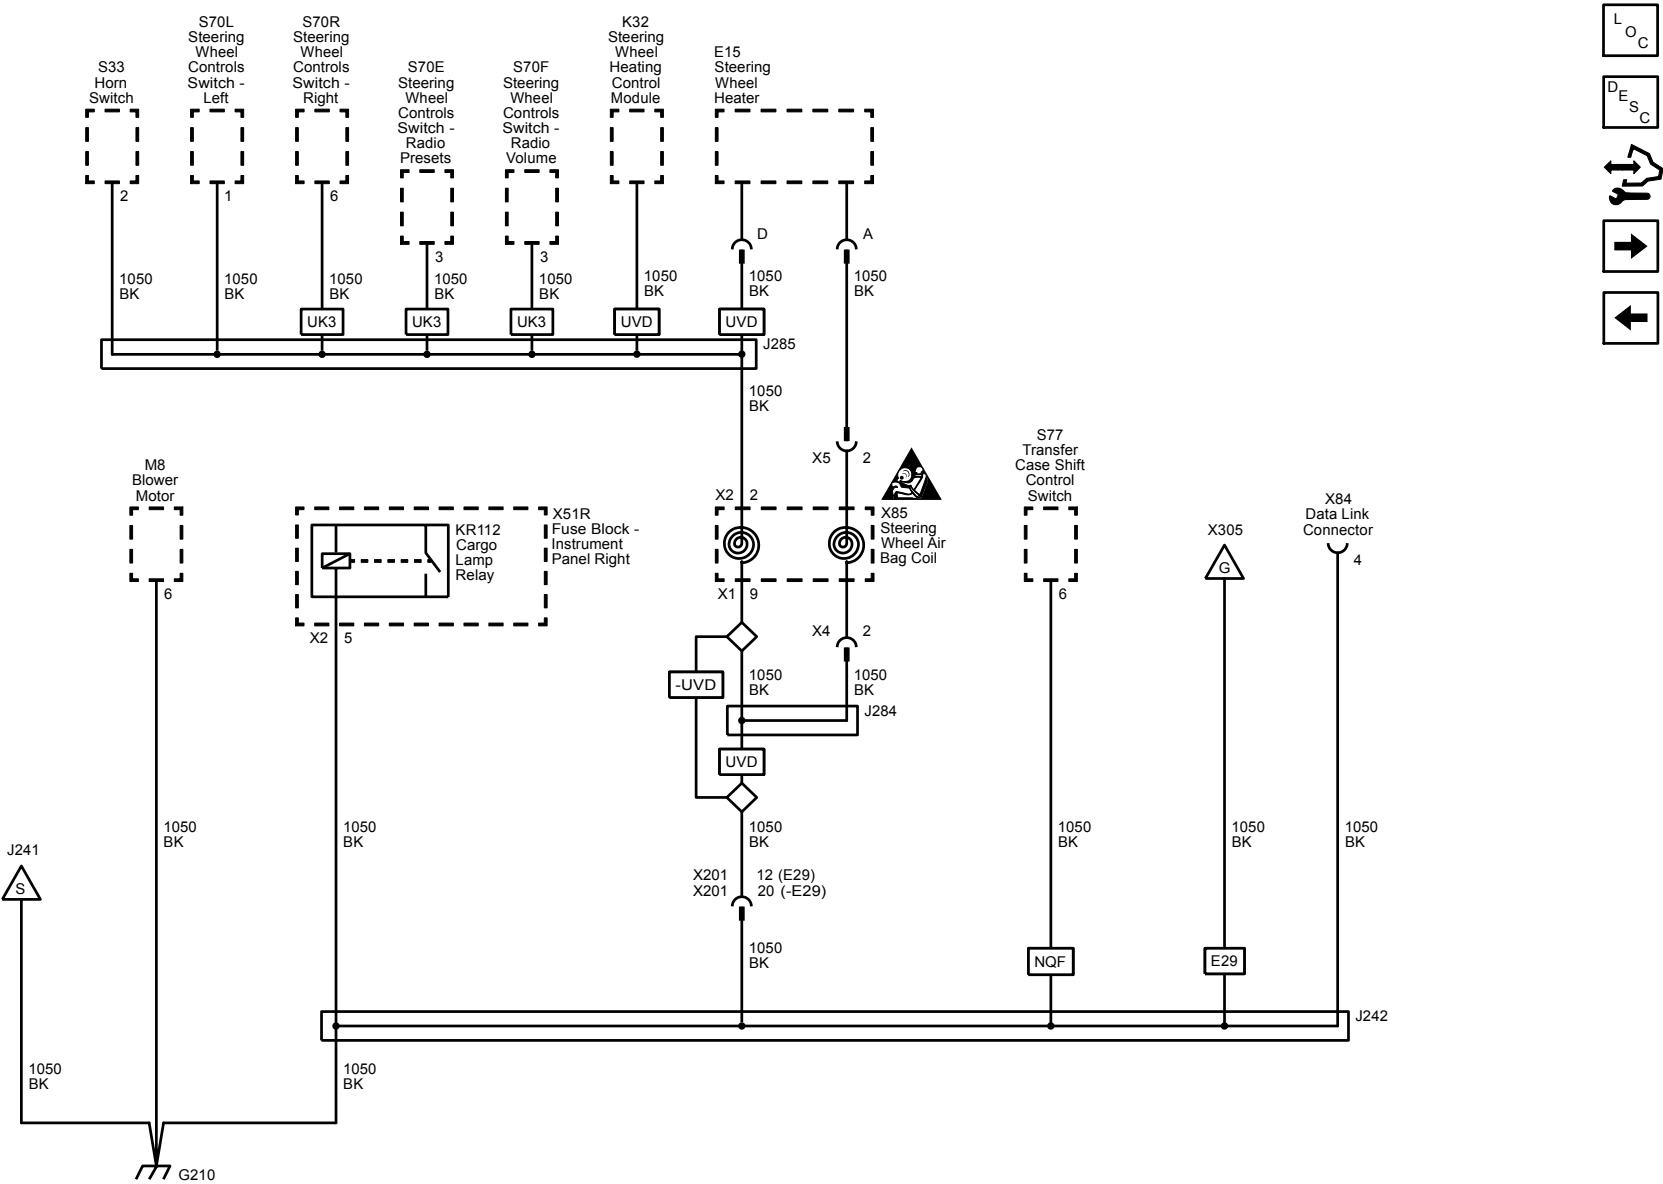 S70L
Steering
Wheel
Controls
Switch -
Left
S70R
Steering
Wheel
Controls
Switch -
Right
K32
Steering
Wheel
Heating
Control
Module
E15
Steering
Wheel
Heater
S33
Horn
Switch
S70E
Steering
Wheel
Controls
Switch -
Radio
Presets
S70F
Steering
Wheel
Controls
Switch -
Radio
Volume
L
O
C
D
E
S
C
2
1
6
3
3
D
A
1050
BK
1050
BK
1050
BK
1050
BK
1050
BK
1050
BK
1050
BK
1050
BK
UK3
UK3
UK3
UVD
UVD
J285
1050
BK
X5 2
M8
Blower
Motor
6
X51R
Fuse Block -
Instrument
Panel Right
KR112
Cargo
Lamp
Relay
X2 5
X2 2
X85
Steering
Wheel Air
Bag Coil
X1 9
X4 2
S77
Transfer
Case Shift
Control
Switch
6
X305
G
X84
Data Link
Connector
4
-UVD
1050
BK
1050
BK
J284
UVD
1050
BK
1050
BK
1050
BK
1050
BK
1050
BK
1050
BK
J241
S
X201 12 (E29)
X201 20 (-E29)
1050
BK
NQF
E29
J242
1050
BK
1050
BK
G210